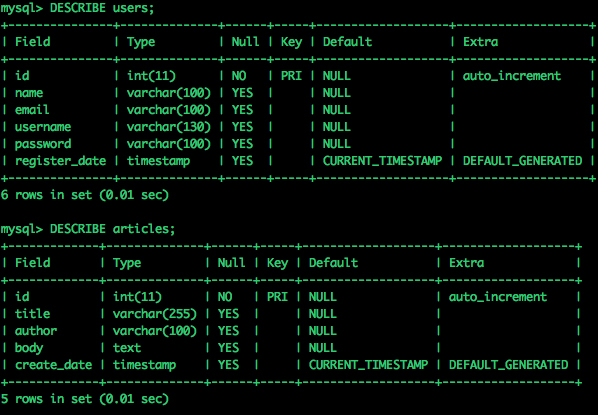 mysql> DESCRIBE users;
+---------------+--------------+------+-----+-------------------+-------------------+
| Field         | Type         | Null | Key | Default           | Extra             |
+---------------+--------------+------+-----+-------------------+-------------------+
| id            | int(11)      | NO   | PRI | NULL              | auto_increment    |
| name          | varchar(100) | YES  |     | NULL              |                   |
| email         | varchar(100) | YES  |     | NULL              |                   |
| username      | varchar(130) | YES  |     | NULL              |                   |
| password      | varchar(100) | YES  |     | NULL              |                   |
| register_date | timestamp    | YES  |     | CURRENT_TIMESTAMP | DEFAULT_GENERATED |
+---------------+--------------+------+-----+-------------------+-------------------+
6 rows in set (0.01 sec)

mysql> DESCRIBE articles;
+-------------+--------------+------+-----+-------------------+-------------------+
| Field       | Type         | Null | Key | Default           | Extra             |
+-------------+--------------+------+-----+-------------------+-------------------+
| id          | int(11)      | NO   | PRI | NULL              | auto_increment    |
| title       | varchar(255) | YES  |     | NULL              |                   |
| author      | varchar(100) | YES  |     | NULL              |                   |
| body        | text         | YES  |     | NULL              |                   |
| create_date | timestamp    | YES  |     | CURRENT_TIMESTAMP | DEFAULT_GENERATED |
+-------------+--------------+------+-----+-------------------+-------------------+
5 rows in set (0.01 sec)